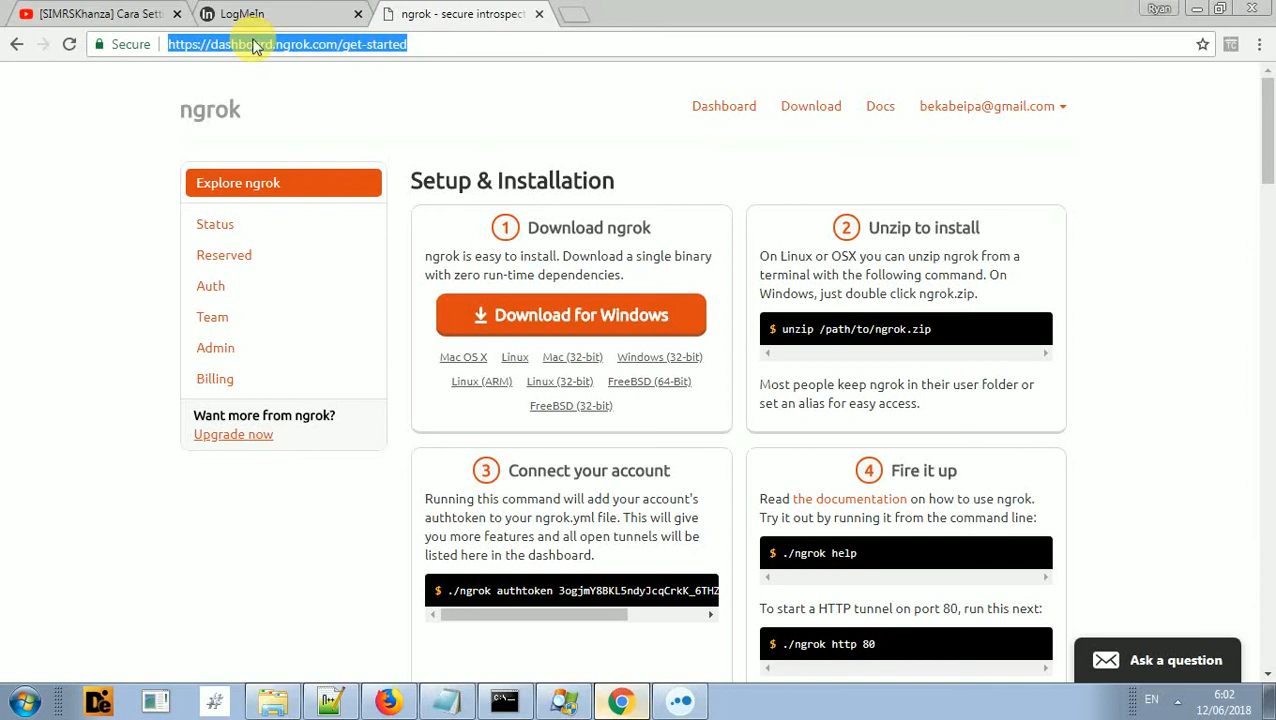 [SIMRSKhanza] Cara Sett
LogMeIn
ngrok - secure introspect
Ryan
Secure
https://dashboard.ngrok.com/get-started
ngrok
Dashboard
Download
Docs
bekabeipa@gmail.com
Explore ngrok
Status
Reserved
Auth
Team
Admin
Billing
Want more from ngrok?
Upgrade now
Setup & Installation
1 Download ngrok
ngrok is easy to install. Download a single binary
with zero run-time dependencies.
Download for Windows
Mac OS X Linux Mac (32-bit) Windows (32-bit)
Linux (ARM) Linux (32-bit) FreeBSD (64-Bit)
FreeBSD (32-bit)
2 Unzip to install
On Linux or OSX you can unzip ngrok from a
terminal with the following command. On
Windows, just double click ngrok.zip.
$ unzip /path/to/ngrok.zip
Most people keep ngrok in their user folder or
set an alias for easy access.
3 Connect your account
Running this command will add your account's
authtoken to your ngrok.yml file. This will give
you more features and all open tunnels will be
listed here in the dashboard.
$ ./ngrok authtoken 3ogjmY8BKL5ndyJcqCrkK_6THZ
4 Fire it up
Read the documentation on how to use ngrok.
Try it out by running it from the command line:
$ ./ngrok help
To start a HTTP tunnel on port 80, run this next:
$ ./ngrok http 80
Ask a question
EN
6:02
12/06/2018